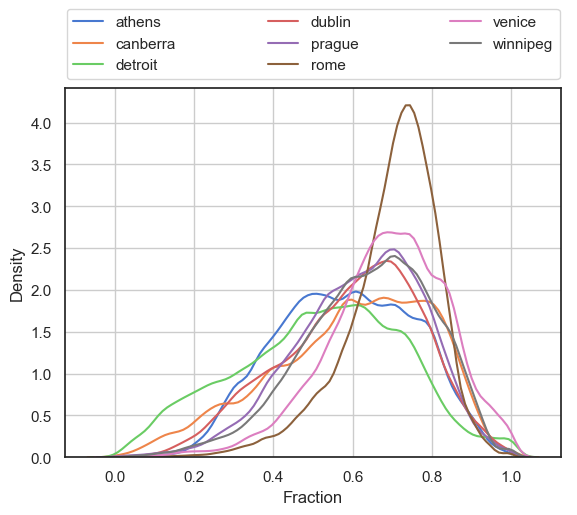 athens dublin venice
canberra prague winnipeg
detroit rome
4.0
3.5
3.0
2.5
2.0
1.5
1.0
0.5
0.0
Density
0.0 0.2 0.4 0.6 0.8 1.0
Fraction